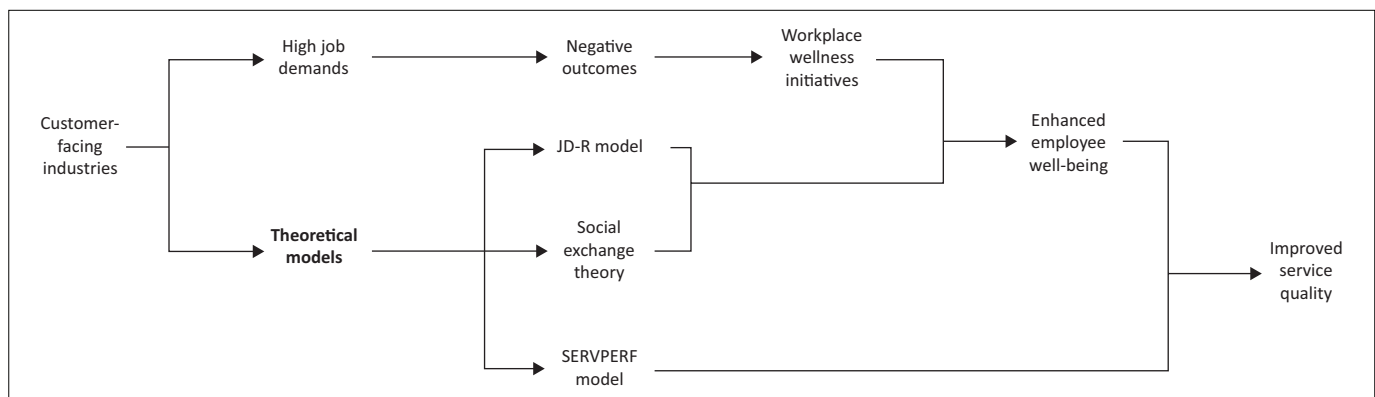 High job
demands
Negative
outcomes
Workplace
wellness
initiatives
Customer-
facing
industries
JD-R model
Enhanced
employee
well-being
Theoretical
models
Social
exchange
theory
Improved
service
quality
SERVPERF
model